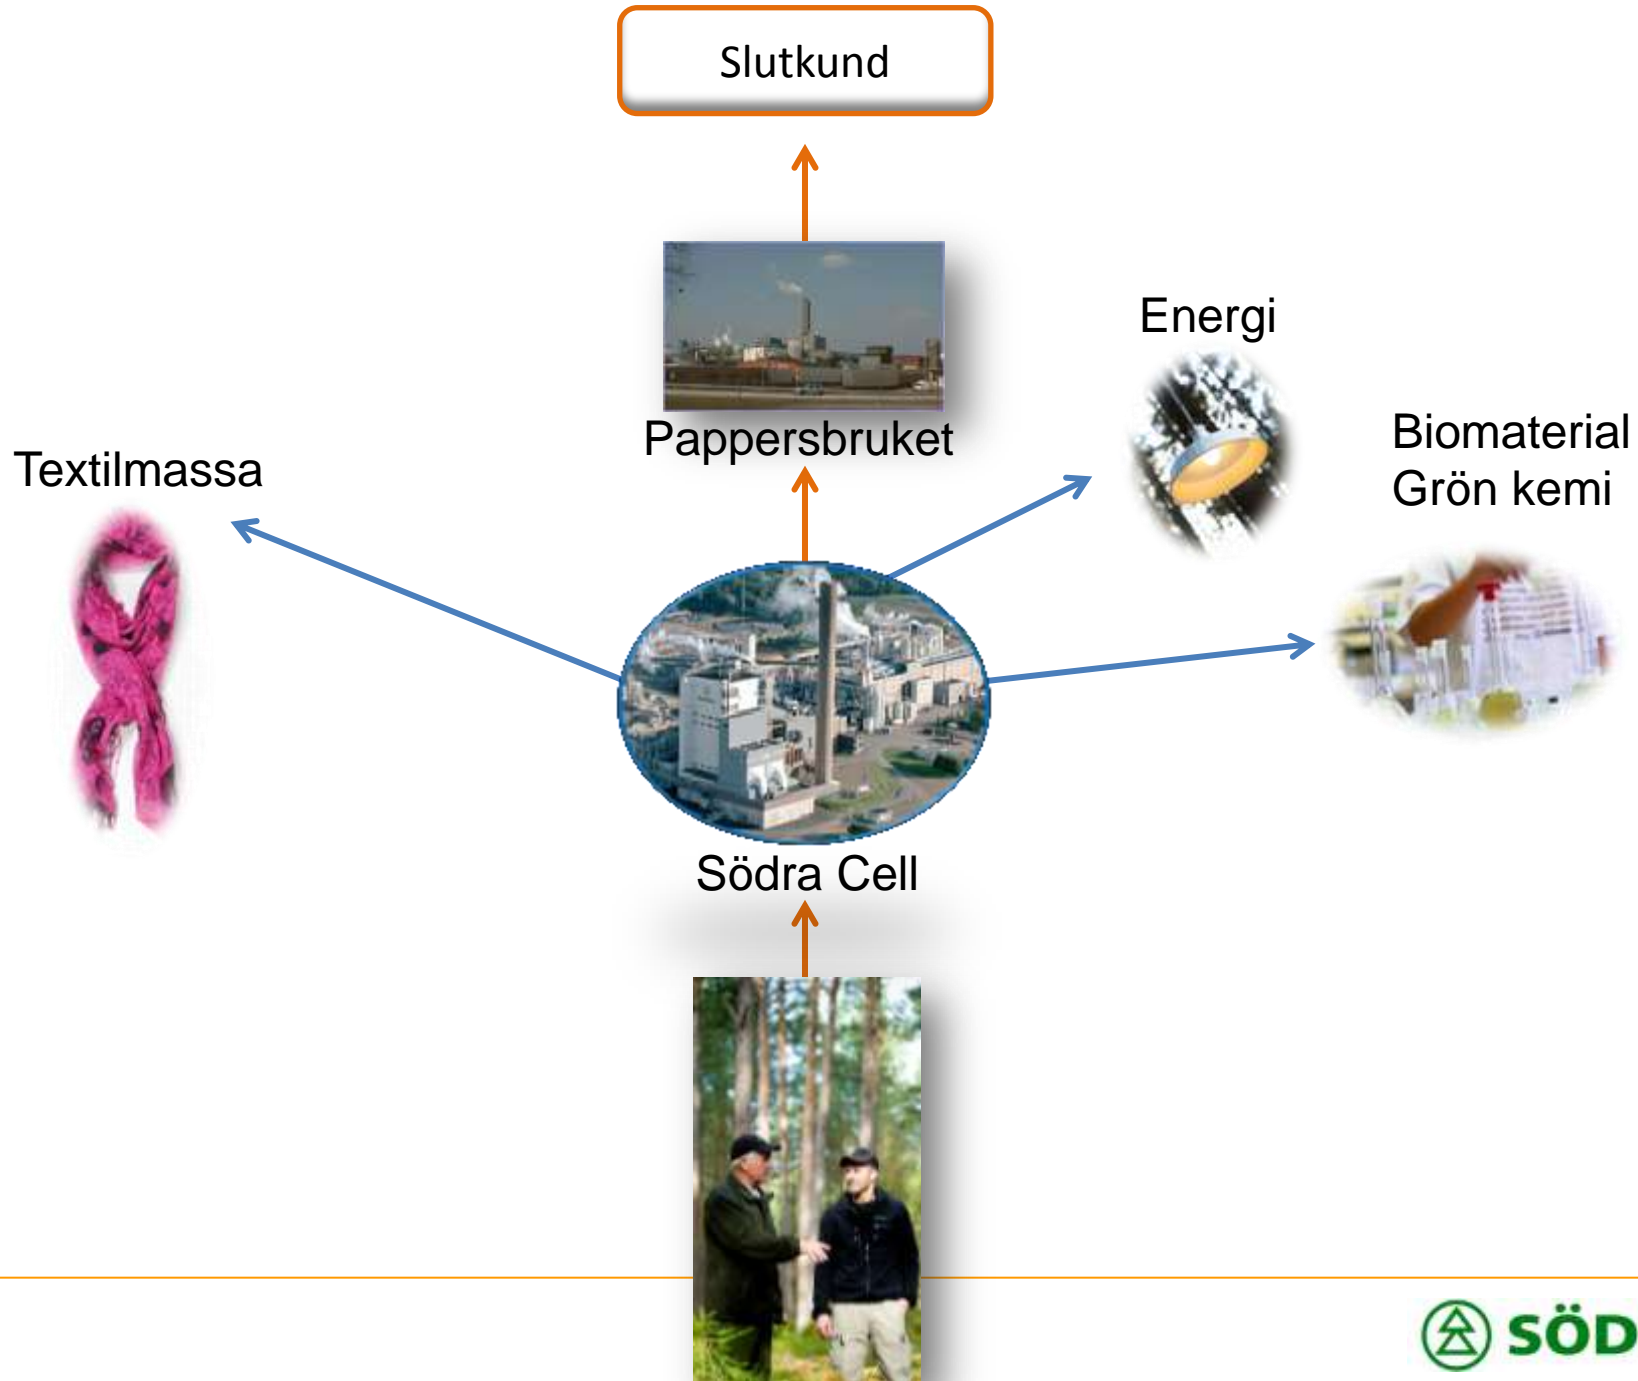 Slutkund
Energi
Pappersbruket
Biomaterial
Grön kemi
Textilmassa
Södra Cell
SÖD